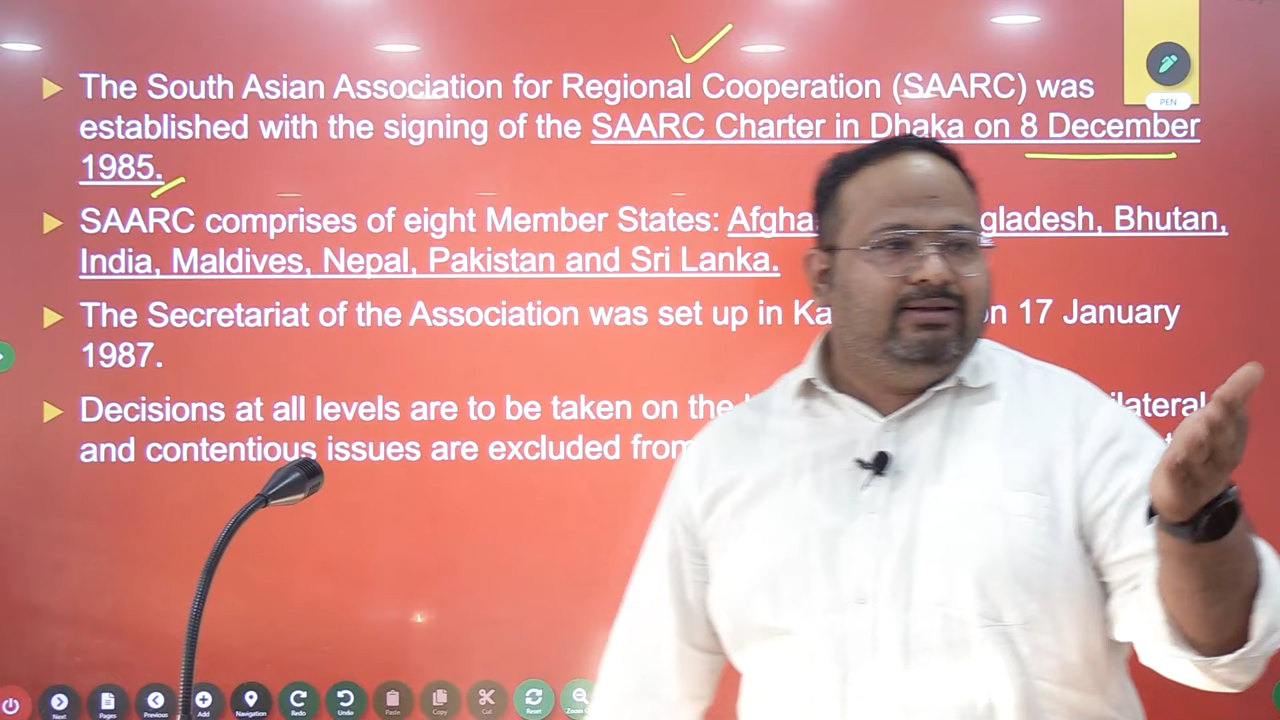 The South Asian Association for Regional Cooperation (SAARC) was
established with the signing of the SAARC Charter in Dhaka on 8 December
1985.
SAARC comprises of eight Member States: Afgha gladesh, Bhutan,
India, Maldives, Nepal, Pakistan and Sri Lanka.
The Secretariat of the Association was set up in Ka on 17 January
1987.
Decisions at all levels are to be taken on the ilateral
and contentious issues are excluded from
PEN
Next Pages Previous Add Navigation Redo Undo Paste Copy Cut Reset Zoom